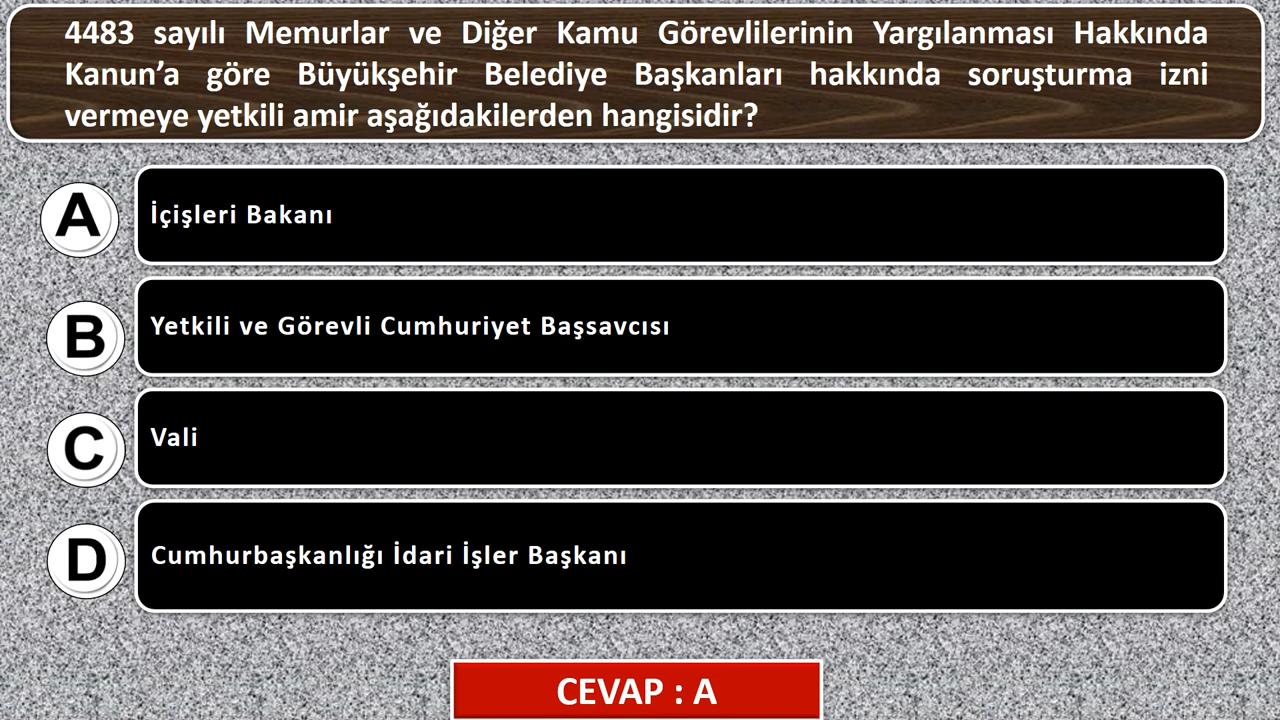 4483 sayılı Memurlar ve Diğer Kamu Görevlilerinin Yargılanması Hakkında
Kanun’a göre Büyükşehir Belediye Başkanları hakkında soruşturma izni
vermeye yetkili amir aşağıdakilerden hangisidir?
A
İçişleri Bakanı
B
Yetkili ve Görevli Cumhuriyet Başsavcısı
C
Vali
D
Cumhurbaşkanlığı İdari İşler Başkanı
CEVAP : A